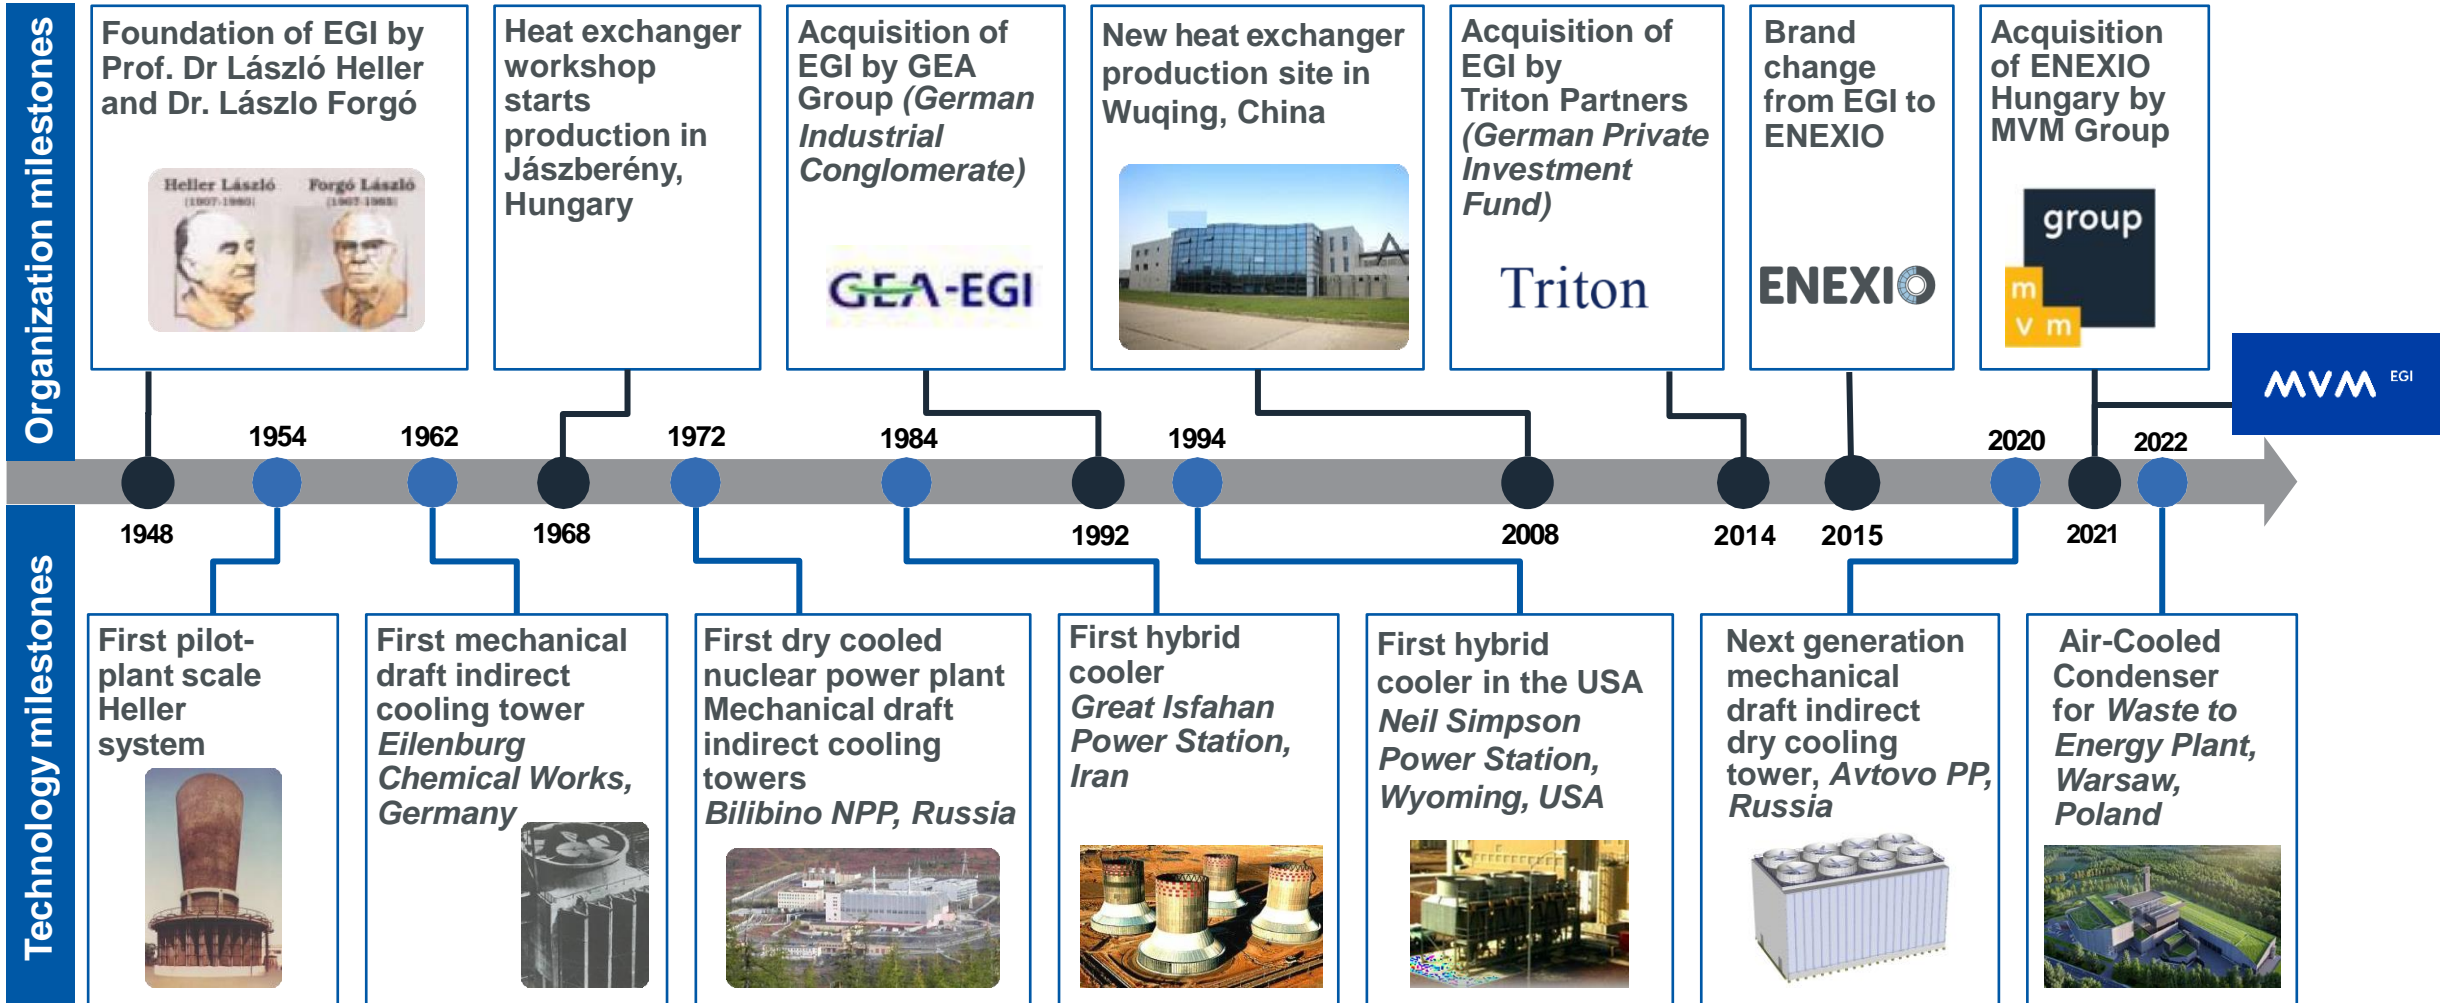 Organization milestones
Foundation of EGI by
Prof. Dr László Heller
and Dr. Lászlo Forgó
Heller László
(1907-1980)
Forgó László
(1907-1985)
Heat exchanger
workshop
starts
production in
Jászberény,
Hungary
Acquisition of
EGI by GEA
Group (German
Industrial
Conglomerate)
GEA-EGI
New heat exchanger
production site in
Wuqing, China
Acquisition of
EGI by
Triton Partners
(German Private
Investment
Fund)
Triton
Brand
change
from EGI to
ENEXIO
ENEXIO
Acquisition
of ENEXIO
Hungary by
MVM Group
group
m
v m
MVM EGI
1954
1962
1972
1984
1994
2020
2022
1948
1968
1992
2008
2014
2015
2021
Technology milestones
First pilot-
plant scale
Heller
system
First mechanical
draft indirect
cooling tower
Eilenburg
Chemical Works,
Germany
First dry cooled
nuclear power plant
Mechanical draft
indirect cooling
towers
Bilibino NPP, Russia
First hybrid
cooler
Great Isfahan
Power Station,
Iran
First hybrid
cooler in the USA
Neil Simpson
Power Station,
Wyoming, USA
Next generation
mechanical
draft indirect
dry cooling
tower, Avtovo PP,
Russia
Air-Cooled
Condenser
for Waste to
Energy Plant,
Warsaw,
Poland